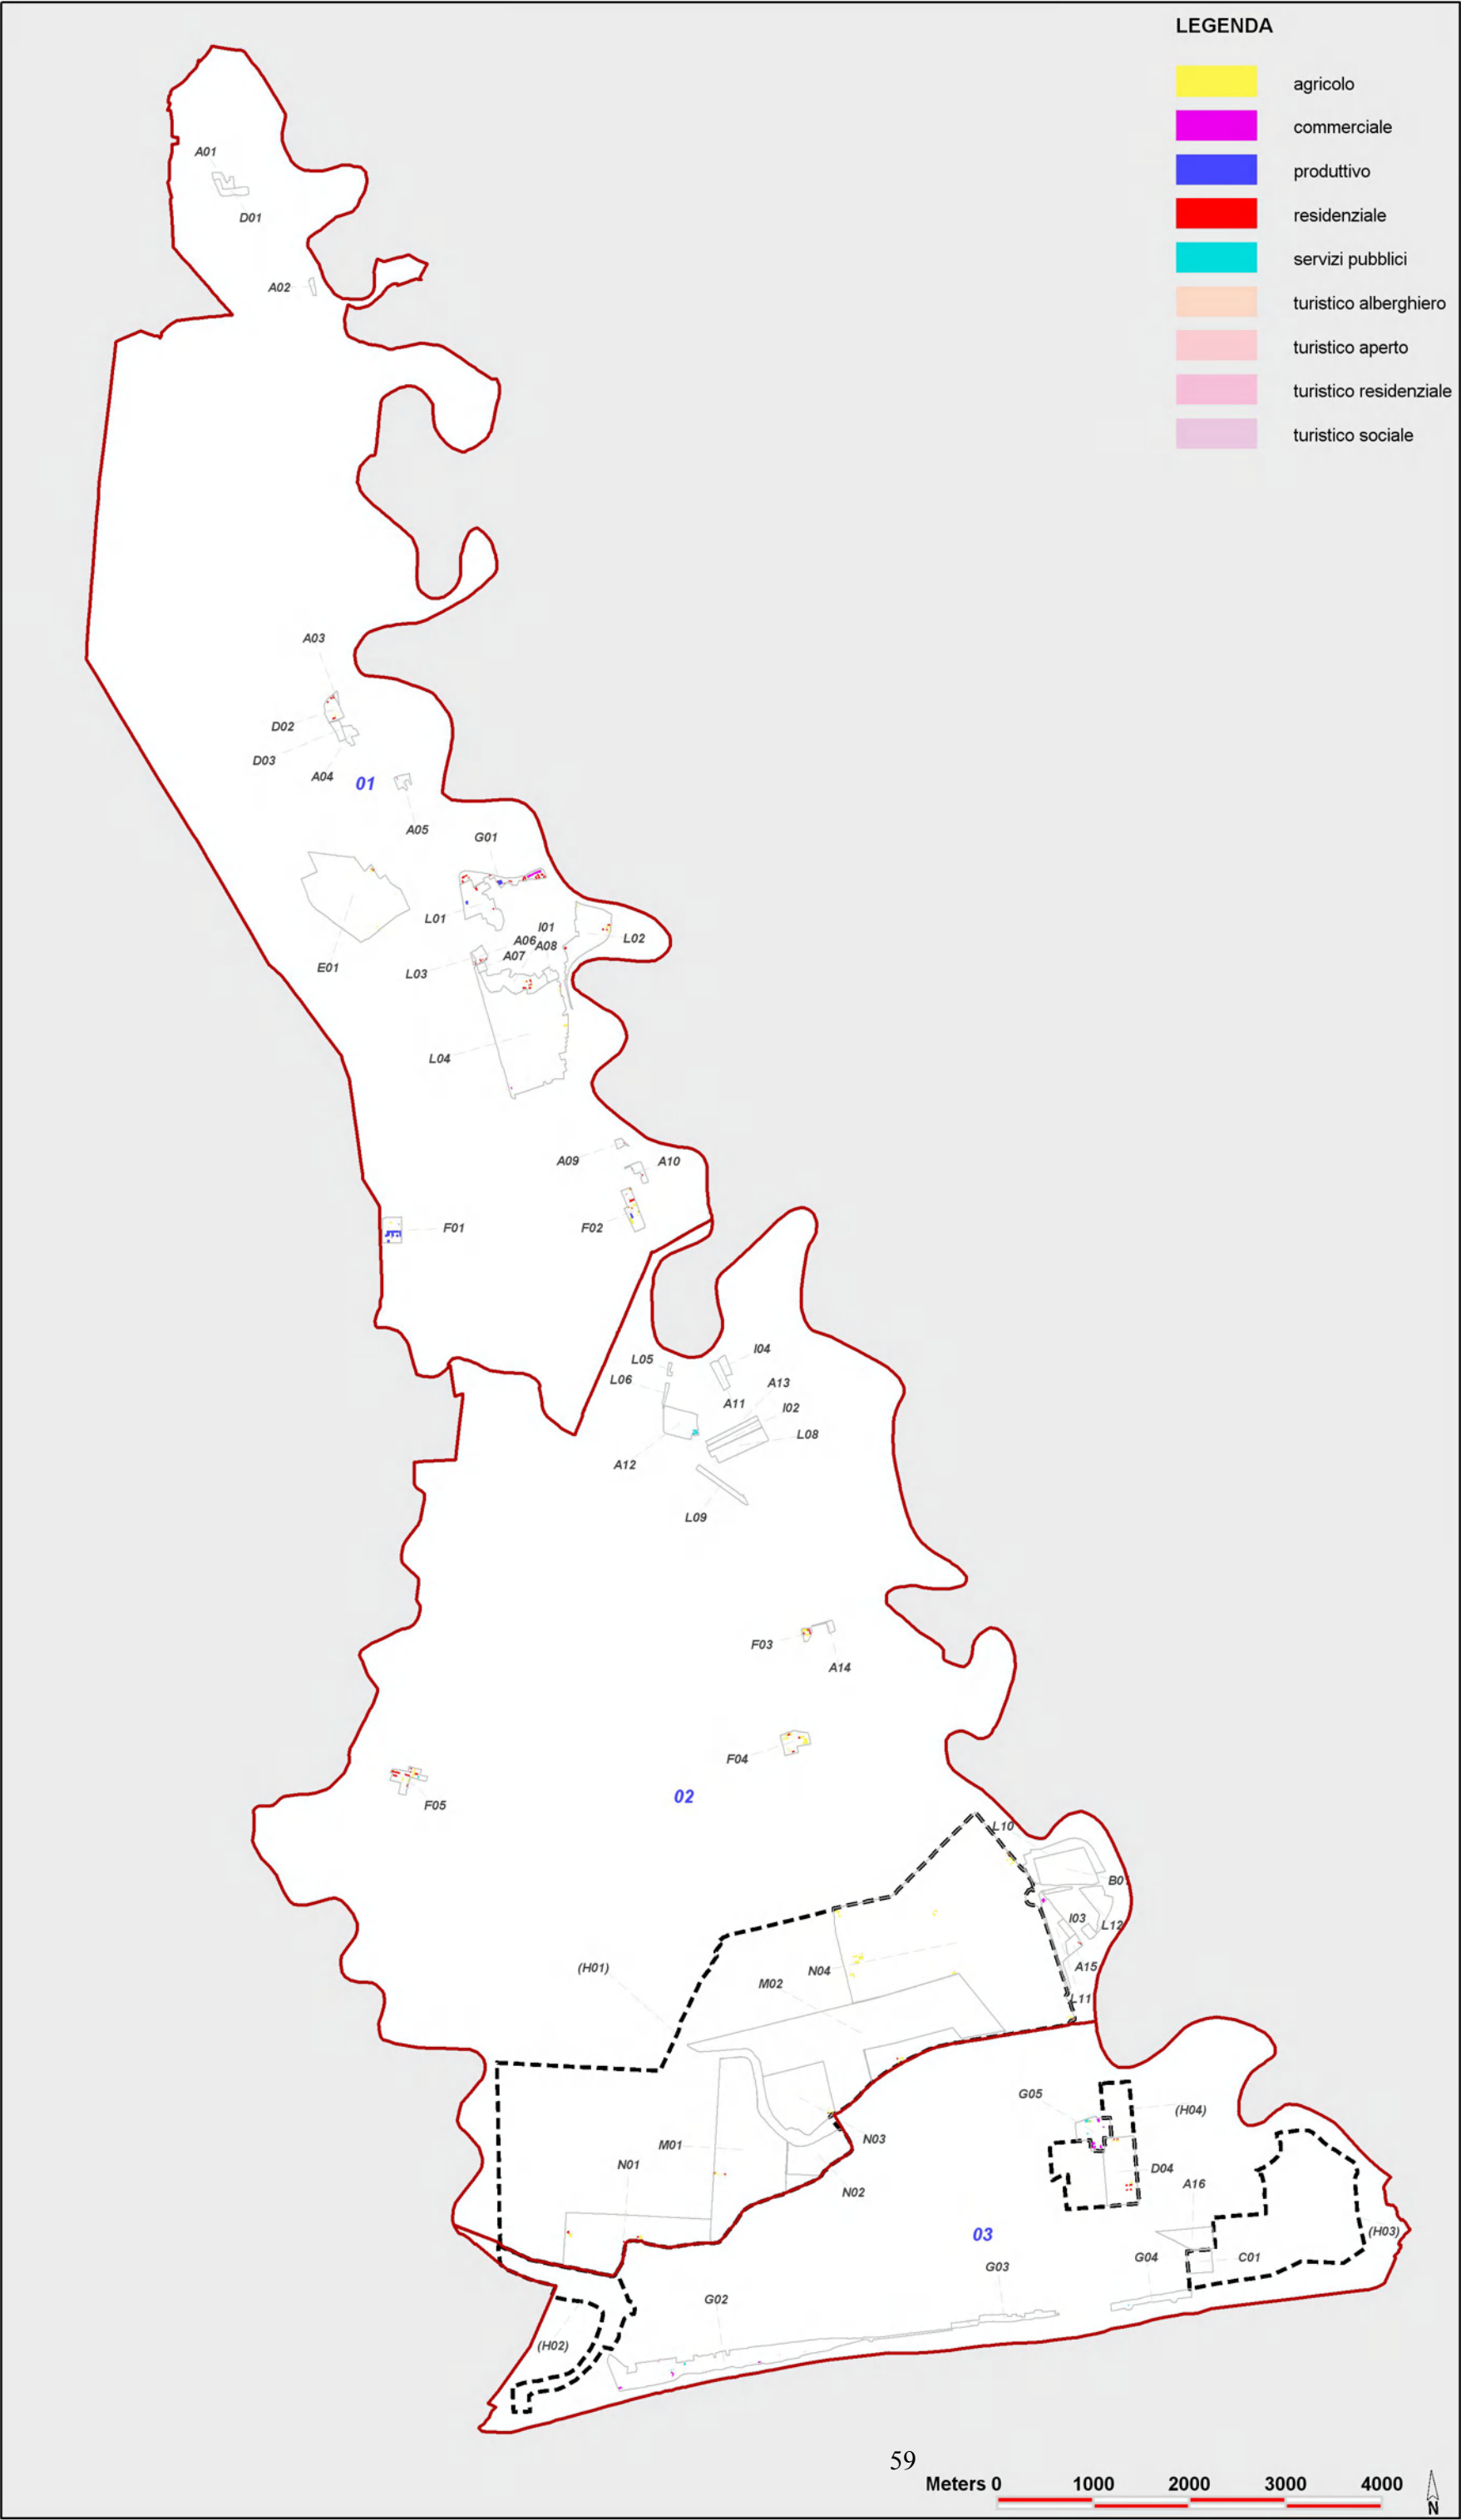 LEGENDA
agricolo
commerciale
produttivo
residenziale
servizi pubblici
turistico alberghiero
turistico aperto
turistico residenziale
turistico sociale
A01
D01
A02
A03
D02
D03
A04
01
A05
G01
L01
I01
A06
A08
L02
A07
E01
L03
L04
A09
A10
F01
F02
I04
L05
L06
A13
A11
I02
L08
A12
L09
F03
A14
F04
02
F05
L10
B0
I03
L12
(H01)
N04
A15
M02
L11
G05
(H04)
N03
M01
N01
D04
A16
N02
03
(H03)
G04
C01
G03
G02
(H02)
59
Meters 0 1000 2000 3000 4000
N